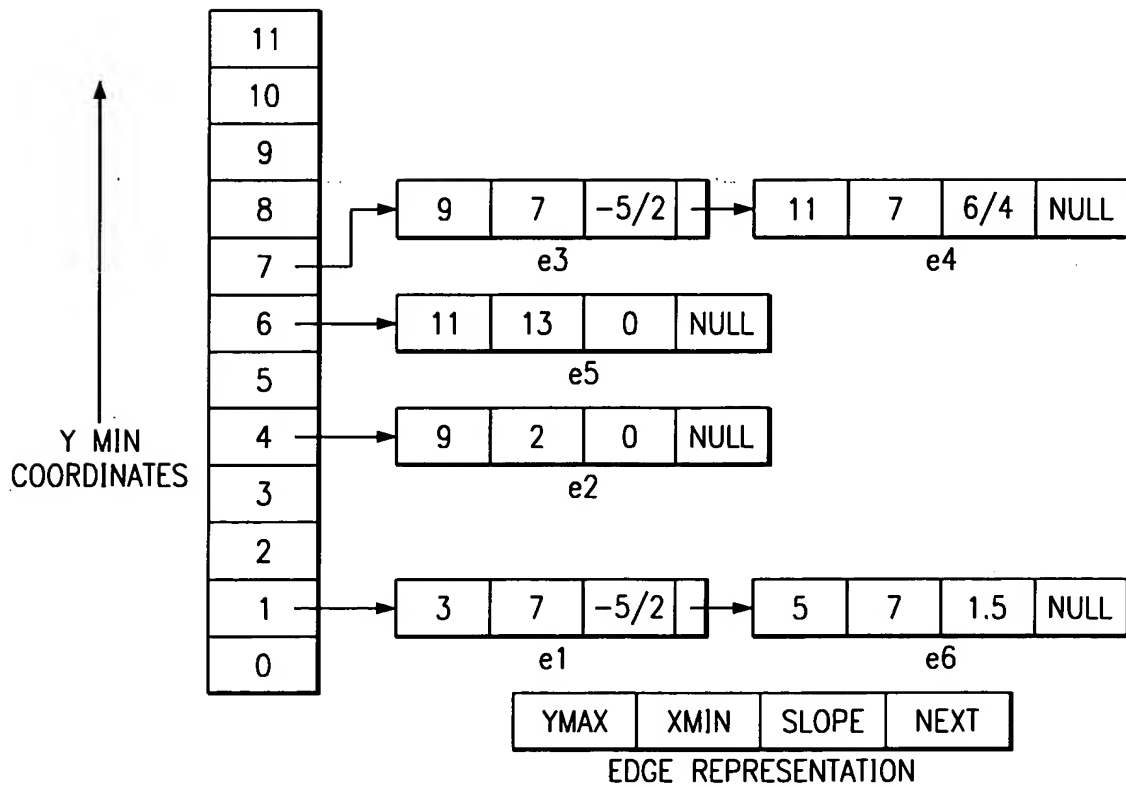 11
10
9
8
7
6
5
4
3
2
1
0
Y MIN
COORDINATES
9 7 -5/2
e3
11 7 6/4 NULL
e4
11 13 0 NULL
e5
9 2 0 NULL
e2
3 7 -5/2
e1
5 7 1.5 NULL
e6
YMAX XMIN SLOPE NEXT
EDGE REPRESENTATION